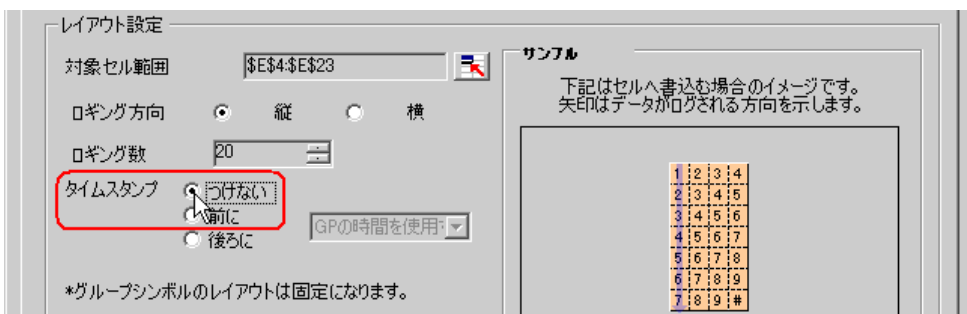 レイアウト設定
対象セル範囲 $E$4:$E$23
ロギング方向 縦 横
ロギング数 20
タイムスタンプ つけない
前に
後ろに GPの時間を使用
*グループシンボルのレイアウトは固定になります。
サンプル
下記はセルへ書込む場合のイメージです。
矢印はデータがログされる方向を示します。
1 2 3 4
2 3 4 5
3 4 5 6
4 5 6 7
5 6 7 8
6 7 8 9
7 8 9 #